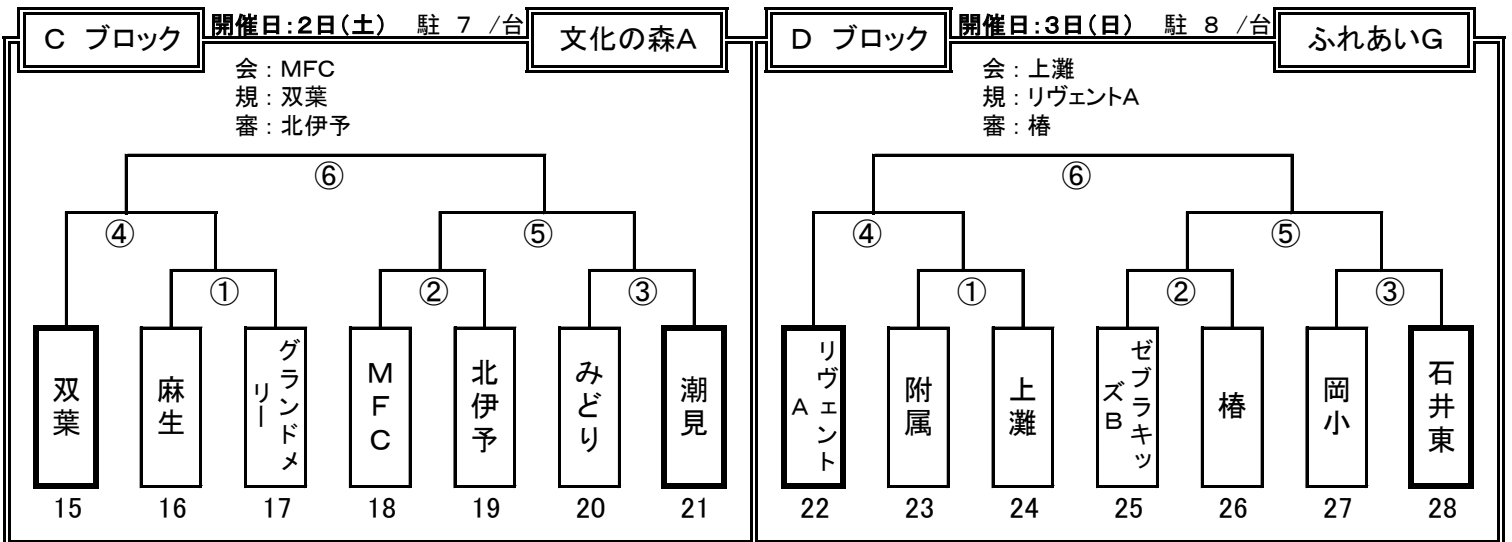 C ブロック
開催日:2日(土) 駐 7 /台
文化の森A
会：MFC
規：双葉
審：北伊予
⑥
④
⑤
①
②
③
双葉
麻生
グランドメリー
MFC
北伊予
みどり
潮見
15
16
17
18
19
20
21
D ブロック
開催日:3日(日) 駐 8 /台
ふれあいG
会：上灘
規：リヴェントA
審：椿
⑥
④
⑤
①
②
③
リヴェントA
附属
上灘
ゼブラキッズB
椿
岡小
石井東
22
23
24
25
26
27
28